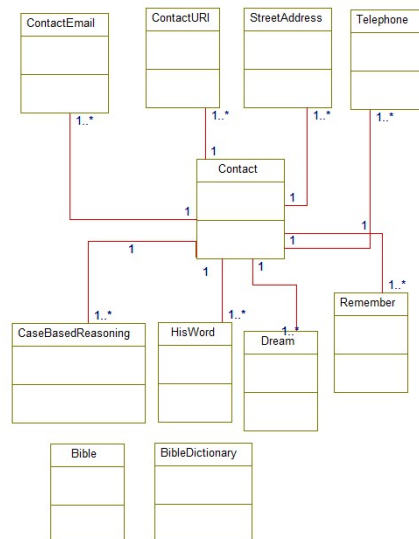 ContactEmail
ContactURI
StreetAddress
Telephone
1..*
1..*
1..*
1..*
1
Contact
1
1
1
1
1
1
1
1..*
1..*
1..*
1..*
CaseBasedReasoning
HisWord
Dream
Remember
Bible
BibleDictionary